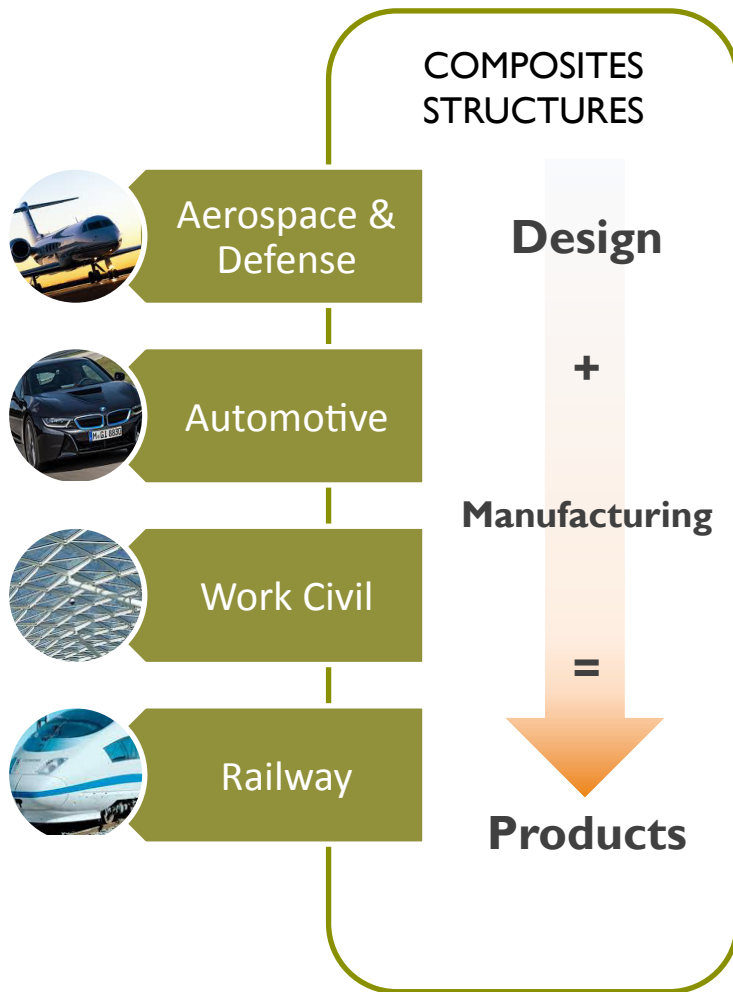 COMPOSITES
STRUCTURES
Aerospace &
Defense
Automotive
Work Civil
Railway
Design
+
Manufacturing
=
Products